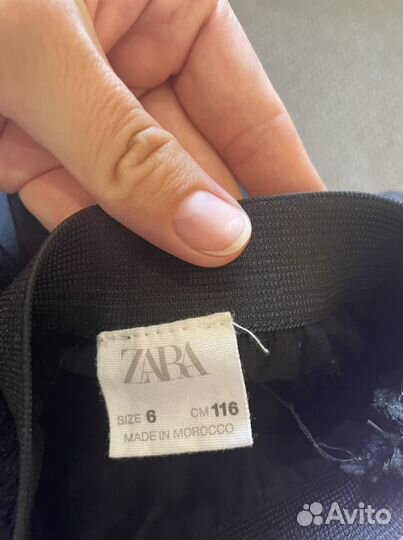 ZARA
SIZE 6 CM 116
MADE IN MOROCCO
Avito